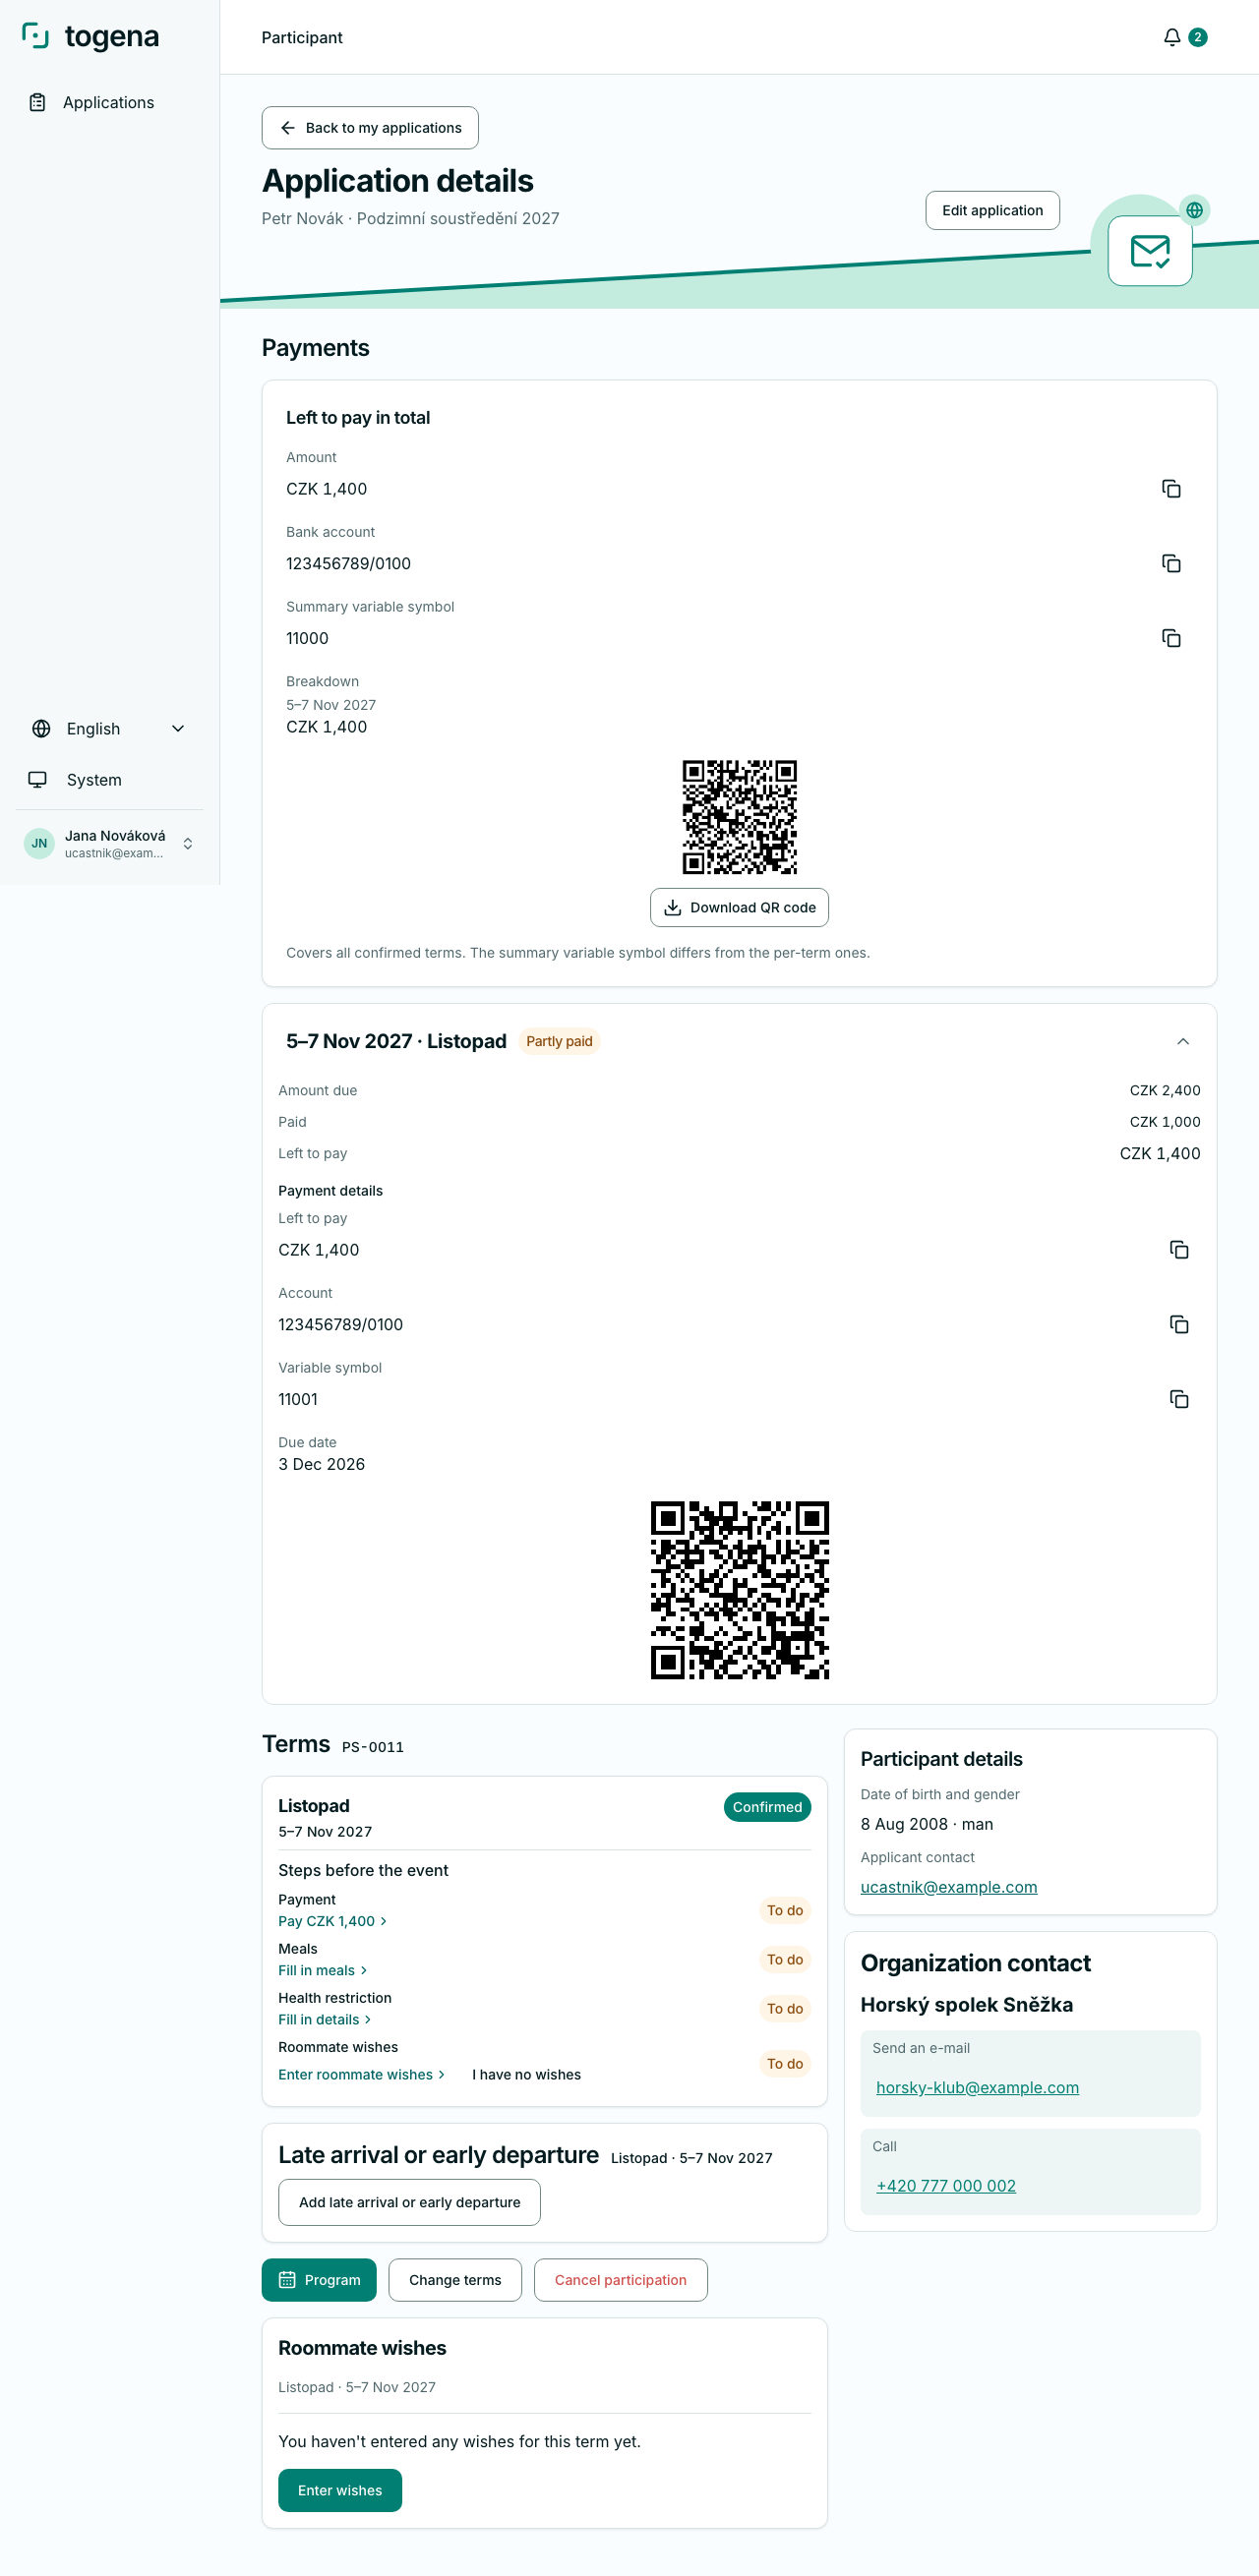 togena
Applications
English
System
JN
Jana Nováková
ucastnik@exam...
Participant
2
Back to my applications
Application details
Petr Novák · Podzimní soustředění 2027
Edit application
Payments
Left to pay in total
Amount
CZK 1,400
Bank account
123456789/0100
Summary variable symbol
11000
Breakdown
5–7 Nov 2027
CZK 1,400
Download QR code
Covers all confirmed terms. The summary variable symbol differs from the per-term ones.
5–7 Nov 2027 · Listopad Partly paid
Amount due CZK 2,400
Paid CZK 1,000
Left to pay CZK 1,400
Payment details
Left to pay
CZK 1,400
Account
123456789/0100
Variable symbol
11001
Due date
3 Dec 2026
Terms PS-0011
Listopad Confirmed
5–7 Nov 2027
Steps before the event
Payment
Pay CZK 1,400
To do
Meals
Fill in meals
To do
Health restriction
Fill in details
To do
Roommate wishes
Enter roommate wishes I have no wishes
To do
Late arrival or early departure Listopad · 5–7 Nov 2027
Add late arrival or early departure
Program Change terms Cancel participation
Roommate wishes
Listopad · 5–7 Nov 2027
You haven't entered any wishes for this term yet.
Enter wishes
Participant details
Date of birth and gender
8 Aug 2008 · man
Applicant contact
ucastnik@example.com
Organization contact
Horský spolek Sněžka
Send an e-mail
horsky-klub@example.com
Call
+420 777 000 002